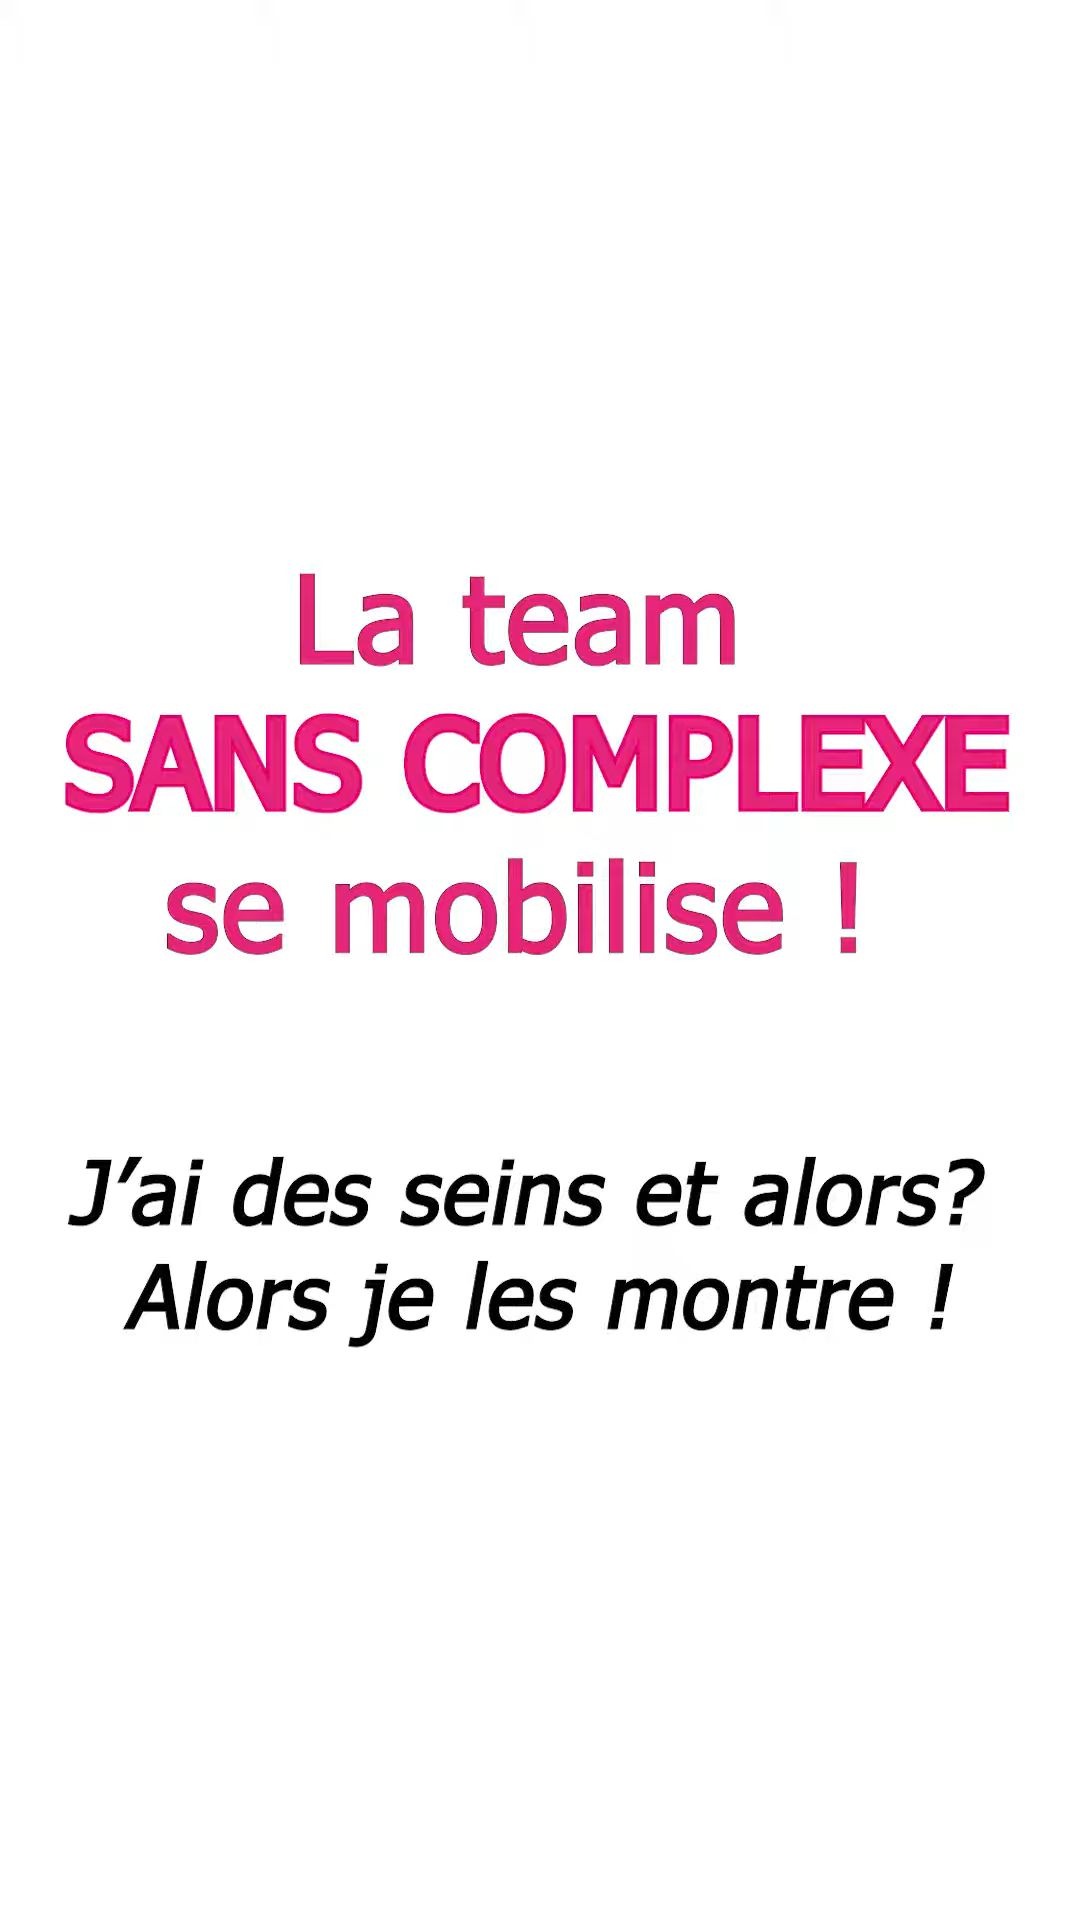 La team
SANS COMPLEXE
se mobilise !
J’ai des seins et alors?
Alors je les montre !